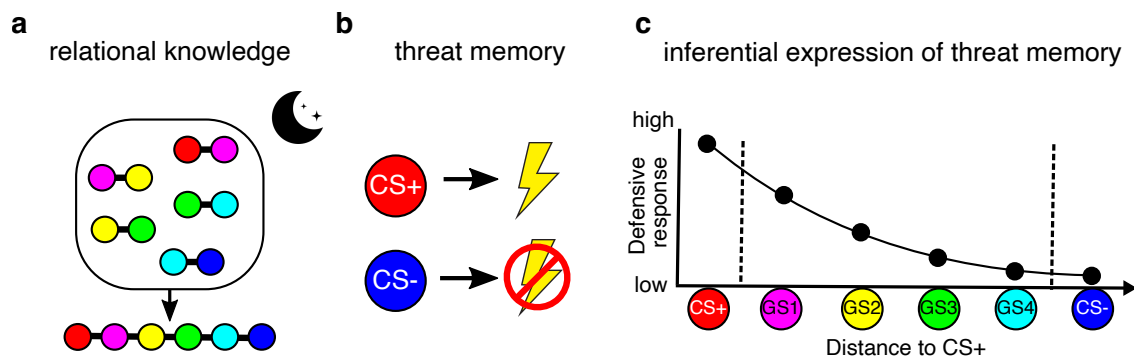 a
relational knowledge
b
threat memory
CS+
CS-
c
inferential expression of threat memory
high
Defensive
response
low
CS+ GS1 GS2 GS3 GS4 CS-
Distance to CS+